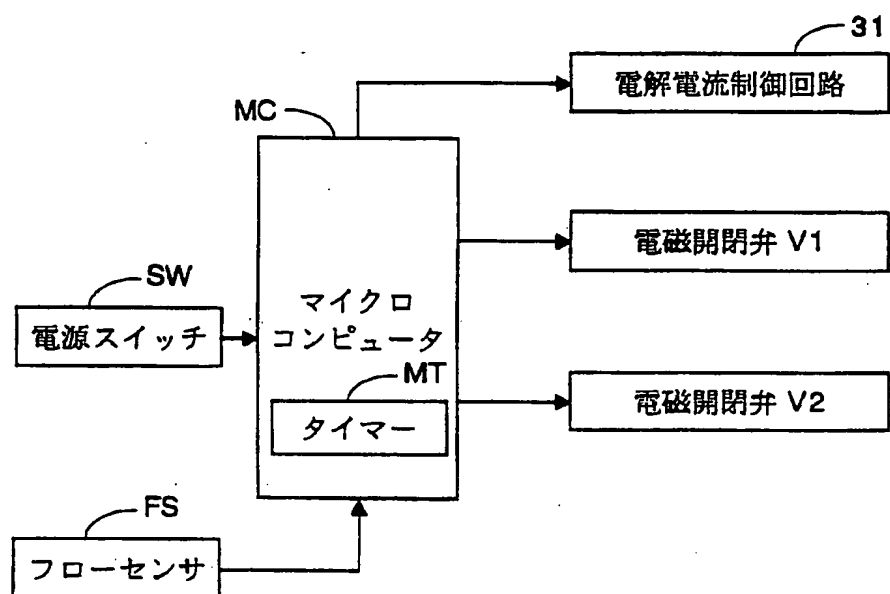 31
電解電流制御回路
MC
電磁開閉弁 V1
SW
電源スイッチ
マイクロ
コンピュータ
MT
タイマー
電磁開閉弁 V2
FS
フローセンサ